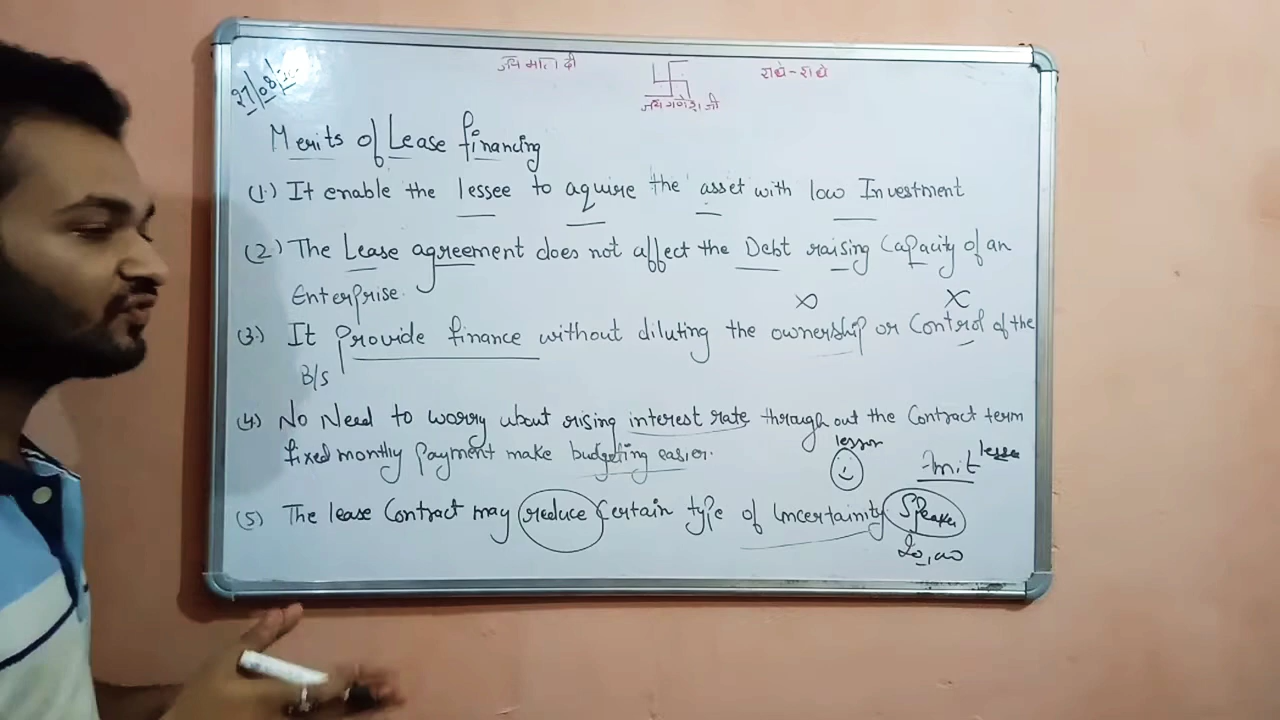 जय माता दी
राधे-राधे
जय गणेश जी
Merits of Lease financing
(1.) It enable the lessee to aquire the asset with low Investment
(2.) The Lease agreement does not affect the Debt raising Capacity of an
Enterprise.
(3.) It Provide finance without diluting the ownership or Control of the
B/s
(4) No Need to worry about rising interest rate through out the Contract term
fixed monthly Payment make budgeting easier.
lessor
lessee
(5) The lease Contract may reduce Certain type of Uncertainity Speaker